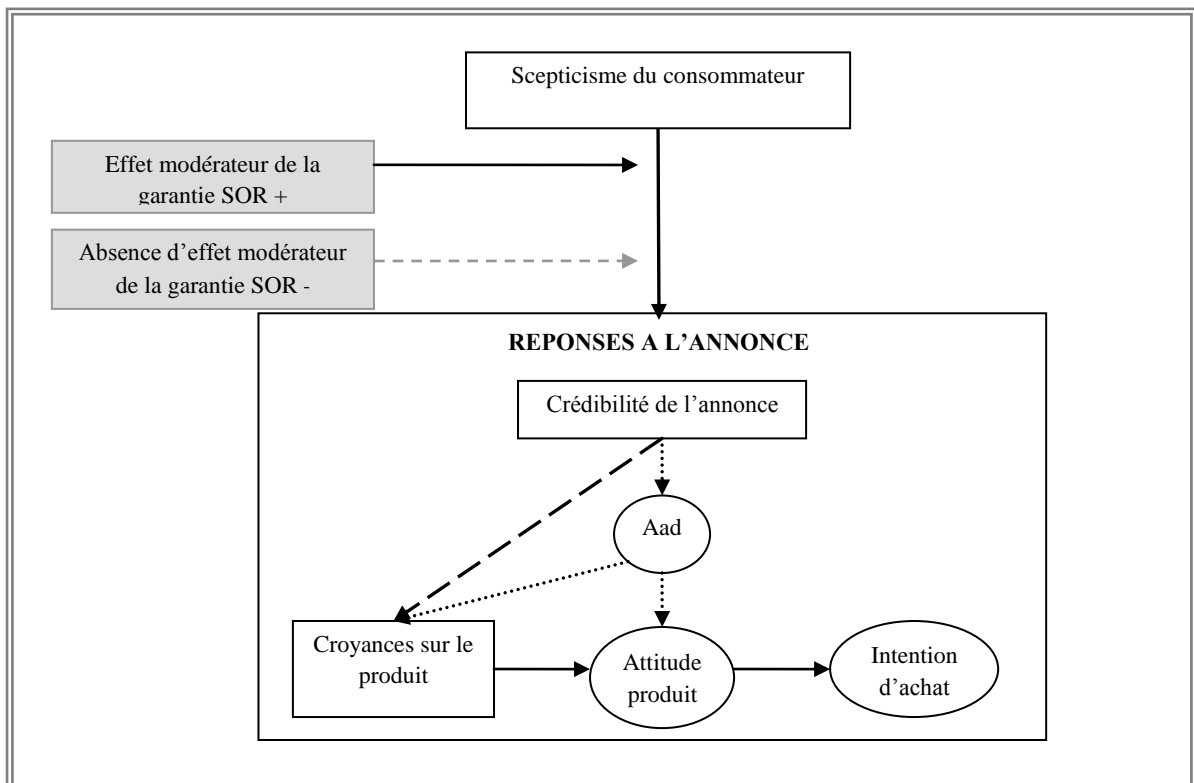 Scepticisme du consommateur
Effet modérateur de la
garantie SOR +
Absence d’effet modérateur
de la garantie SOR -
REPONSES A L’ANNONCE
Crédibilité de l’annonce
Aad
Croyances sur le
produit
Attitude
produit
Intention
d’achat